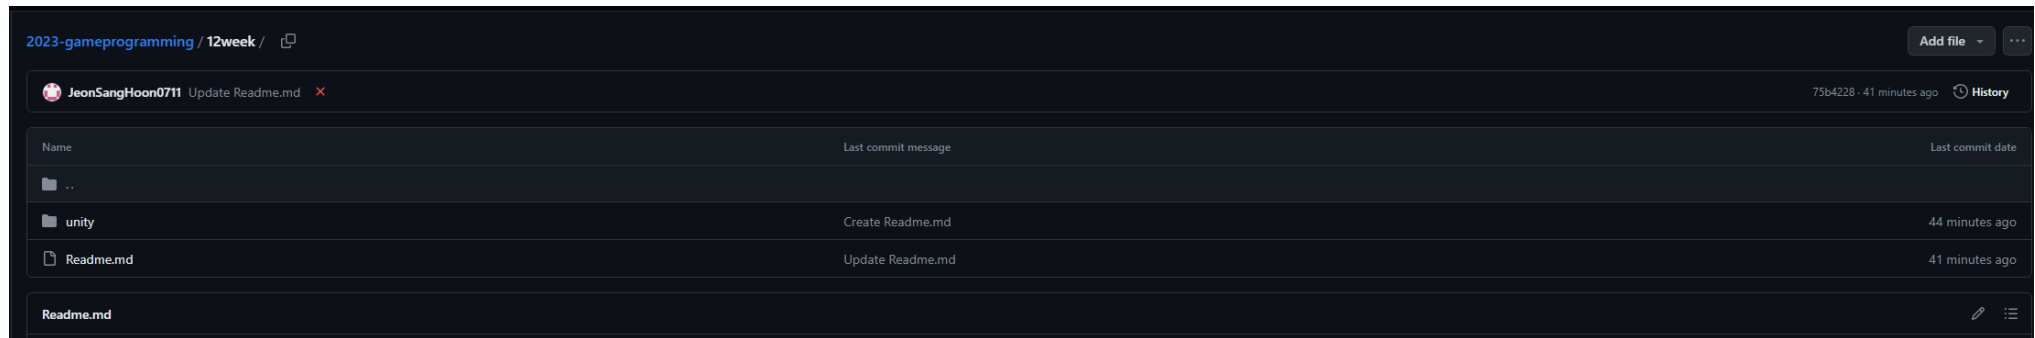 2023-gameprogramming / 12week /
Add file
JeonSangHoon0711 Update Readme.md
75b4228 · 41 minutes ago
History
Name Last commit message Last commit date
..
unity Create Readme.md 44 minutes ago
Readme.md Update Readme.md 41 minutes ago
Readme.md